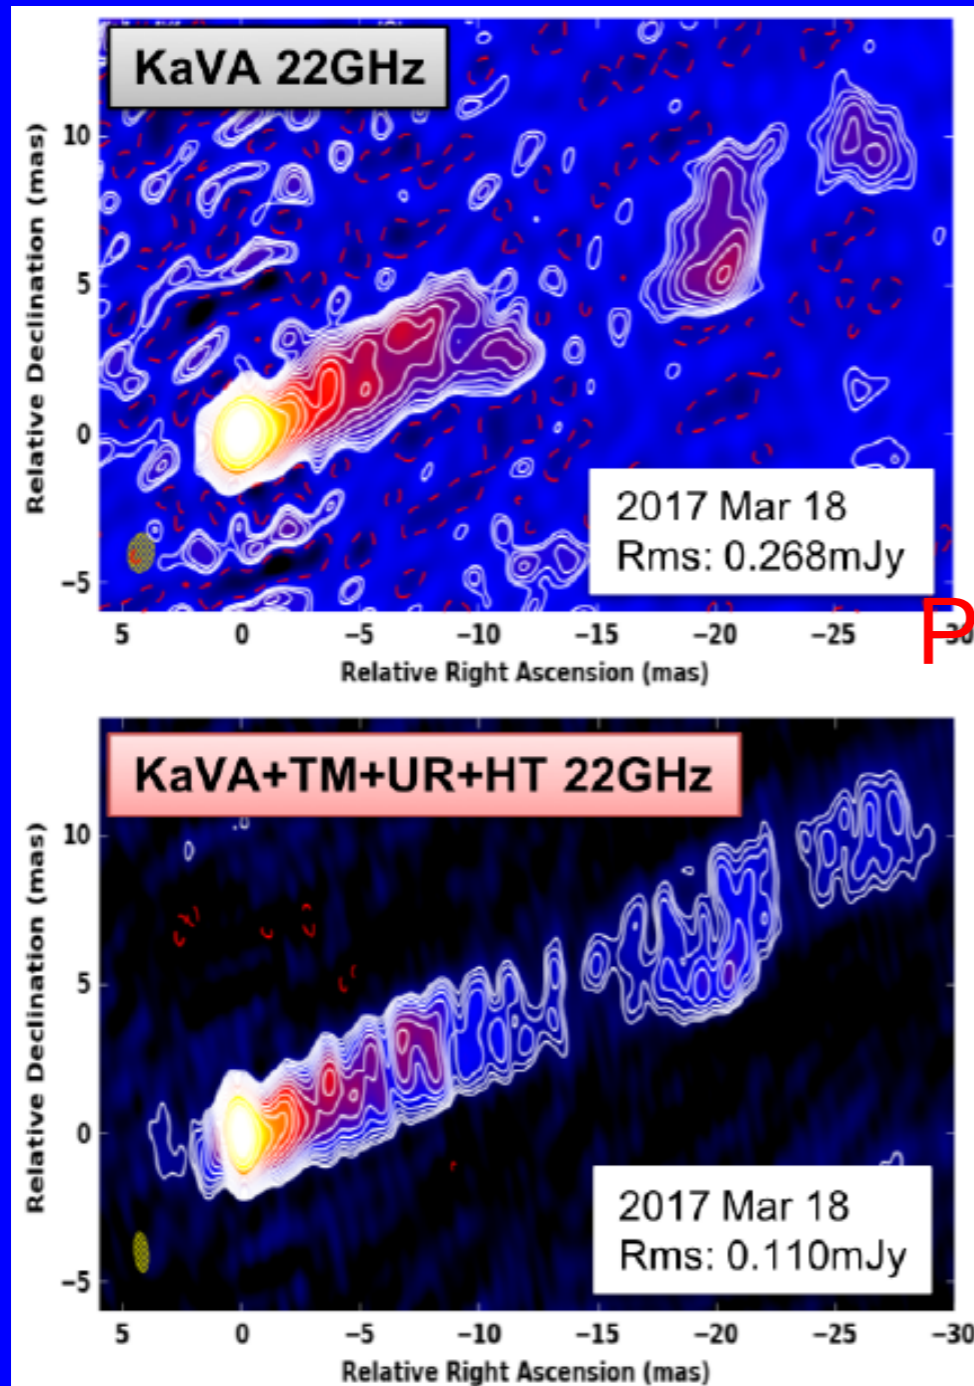 KaVA 22GHz
Relative Declination (mas)
10
5
0
−5
2017 Mar 18
Rms: 0.268mJy
P
5 0 −5 −10 −15 −20 −25 −30
Relative Right Ascension (mas)
KaVA+TM+UR+HT 22GHz
Relative Declination (mas)
10
5
0
−5
2017 Mar 18
Rms: 0.110mJy
5 0 −5 −10 −15 −20 −25 −30
Relative Right Ascension (mas)